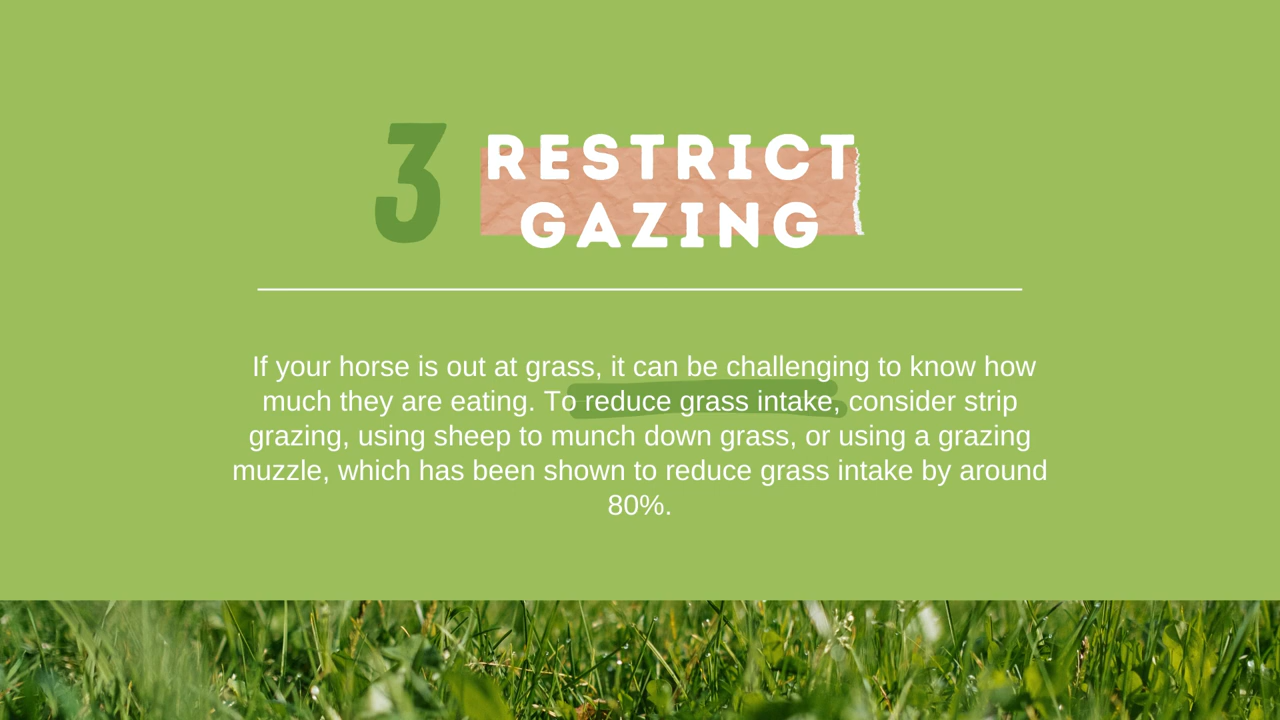 3
RESTRICT
GAZING
If your horse is out at grass, it can be challenging to know how
much they are eating. To reduce grass intake, consider strip
grazing, using sheep to munch down grass, or using a grazing
muzzle, which has been shown to reduce grass intake by around
80%.